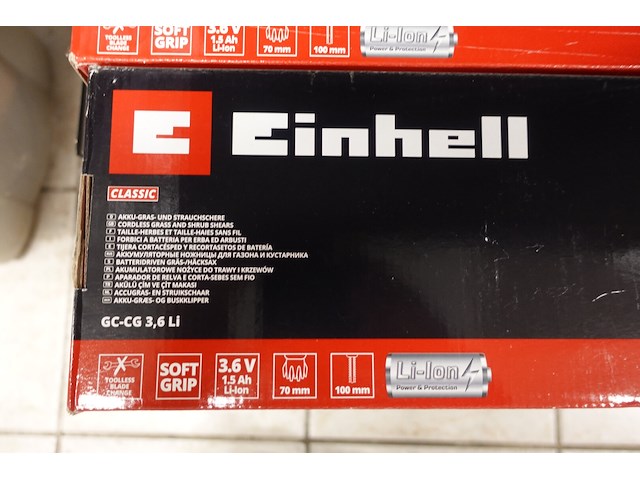 TOOLLESS BLADE CHANGE
SOFT GRIP
3.6 V 1.5 Ah Li-Ion
70 mm
100 mm
Li-Ion
Power & Protection
Einhell
CLASSIC
D AKKU-GRAS- UND STRAUCHSCHERE
GB CORDLESS GRASS AND SHRUB SHEARS
F TAILLE-HERBES ET TAILLE-HAIES SANS FIL
I FORBICI A BATTERIA PER ERBA ED ARBUSTI
E TIJERA CORTACÉSPED Y RECORTASETOS DE BATERÍA
RUS АККУМУЛЯТОРНЫЕ НОЖНИЦЫ ДЛЯ ГАЗОНА И КУСТАРНИКА
S BATTERIDRIVEN GRÄS-/HÄCKSAX
PL AKUMULATOROWE NOŻYCE DO TRAWY I KRZEWÓW
P APARADOR DE RELVA E CORTA-SEBES SEM FIO
TR AKÜLÜ ÇİM VE ÇİT MAKASI
NL ACCUGRAS- EN STRUIKSCHAAR
AKKU-GRÆS- OG BUSKKLIPPER
GC-CG 3,6 Li
TOOLLESS BLADE CHANGE
SOFT GRIP
3.6 V 1.5 Ah Li-Ion
70 mm
100 mm
Li-Ion
Power & Protection